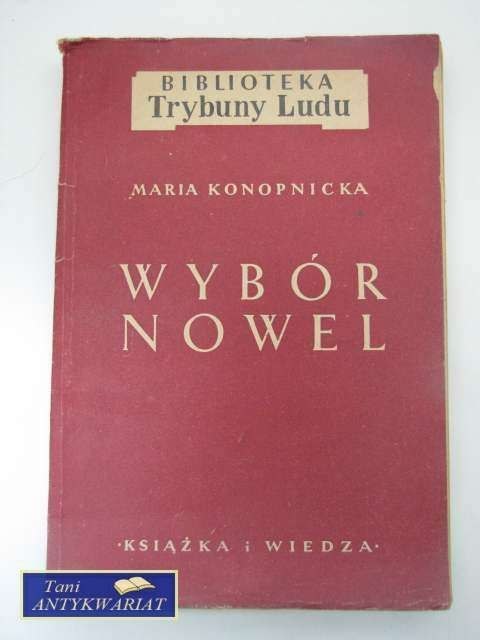 BIBLIOTEKA
Trybuny Ludu
MARIA KONOPNICKA
WYBÓR
NOWEL
·KSIĄŻKA i WIEDZA·
Tani
ANTYKWARIAT